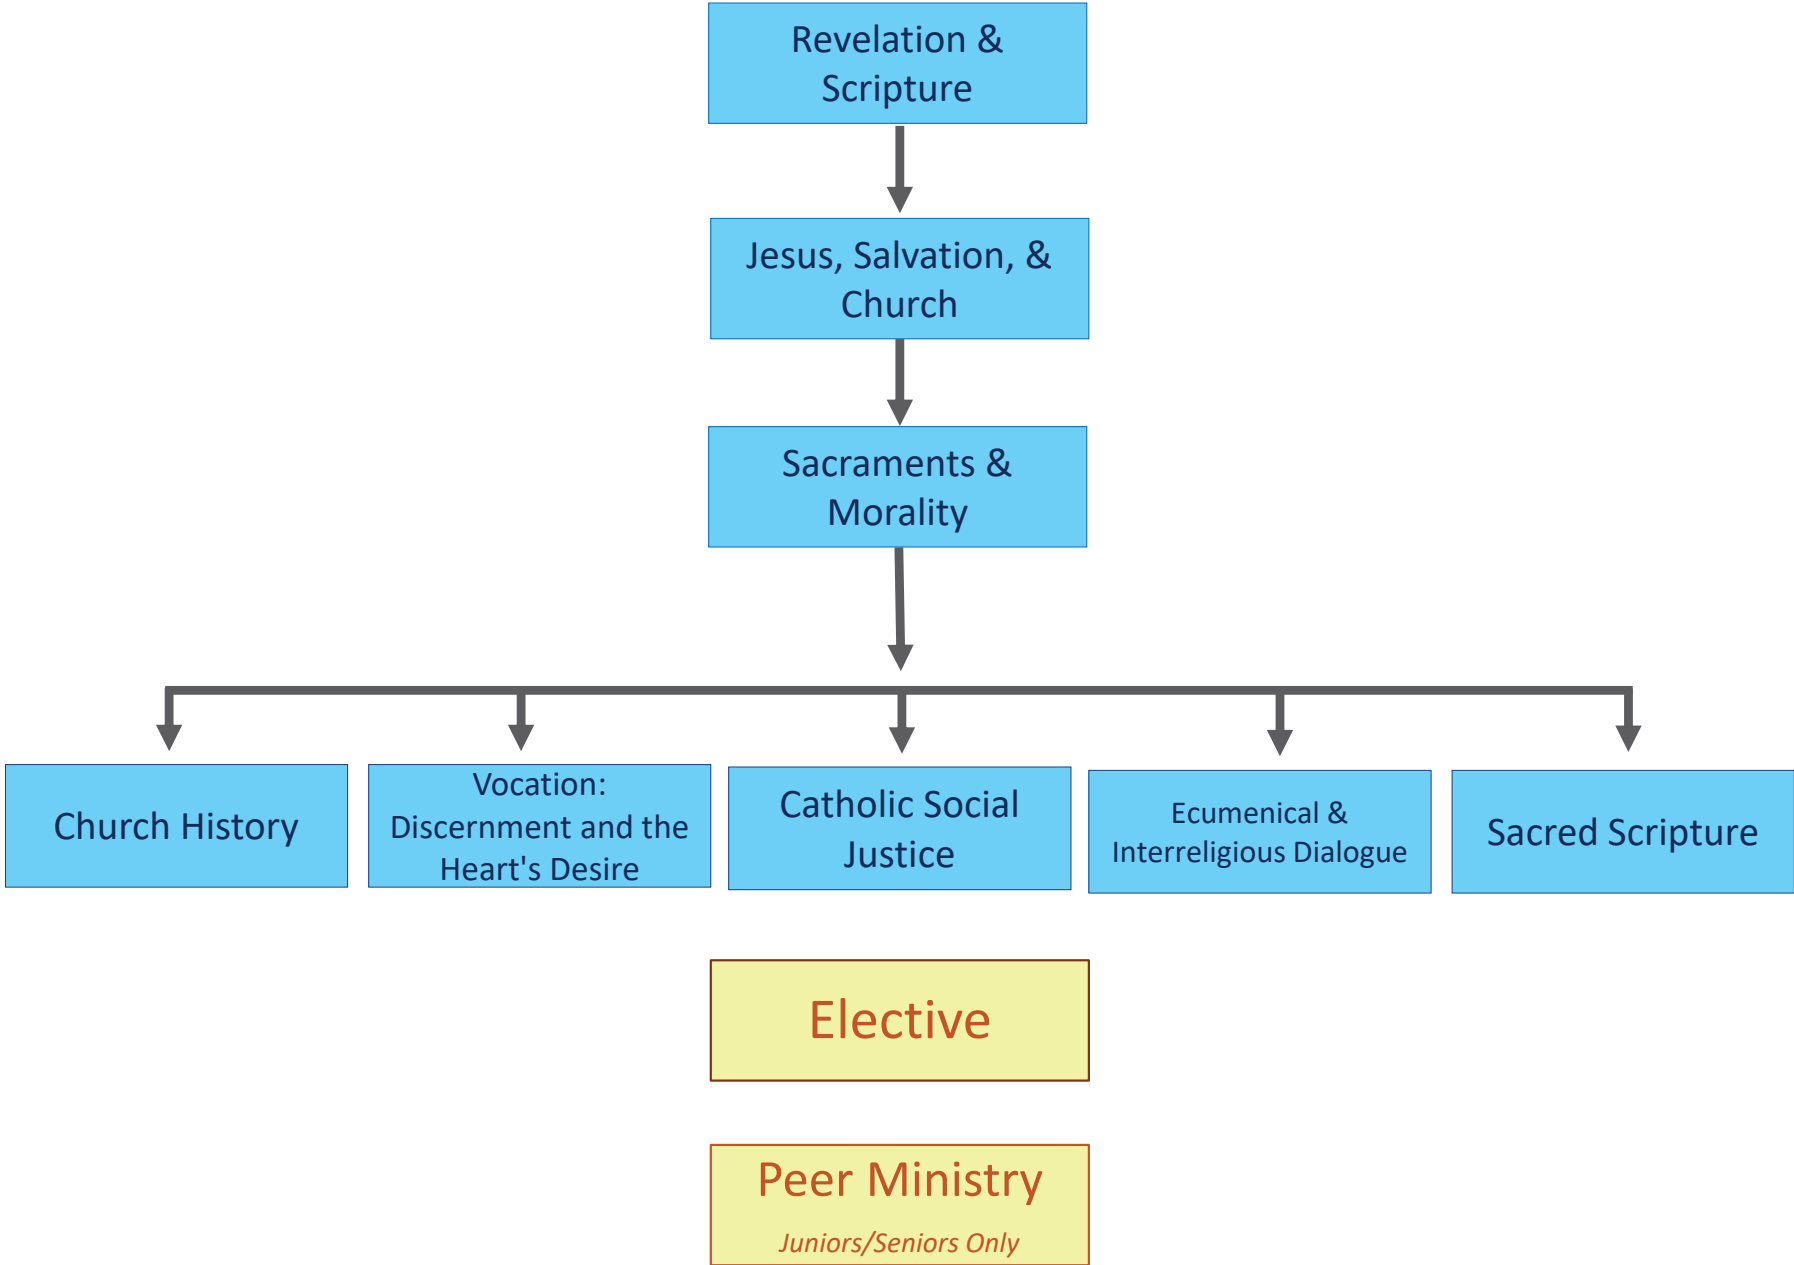 Revelation &
Scripture
Jesus, Salvation, &
Church
Sacraments &
Morality
Church History
Vocation:
Discernment and the
Heart's Desire
Catholic Social
Justice
Ecumenical &
Interreligious Dialogue
Sacred Scripture
Elective
Peer Ministry
Juniors/Seniors Only